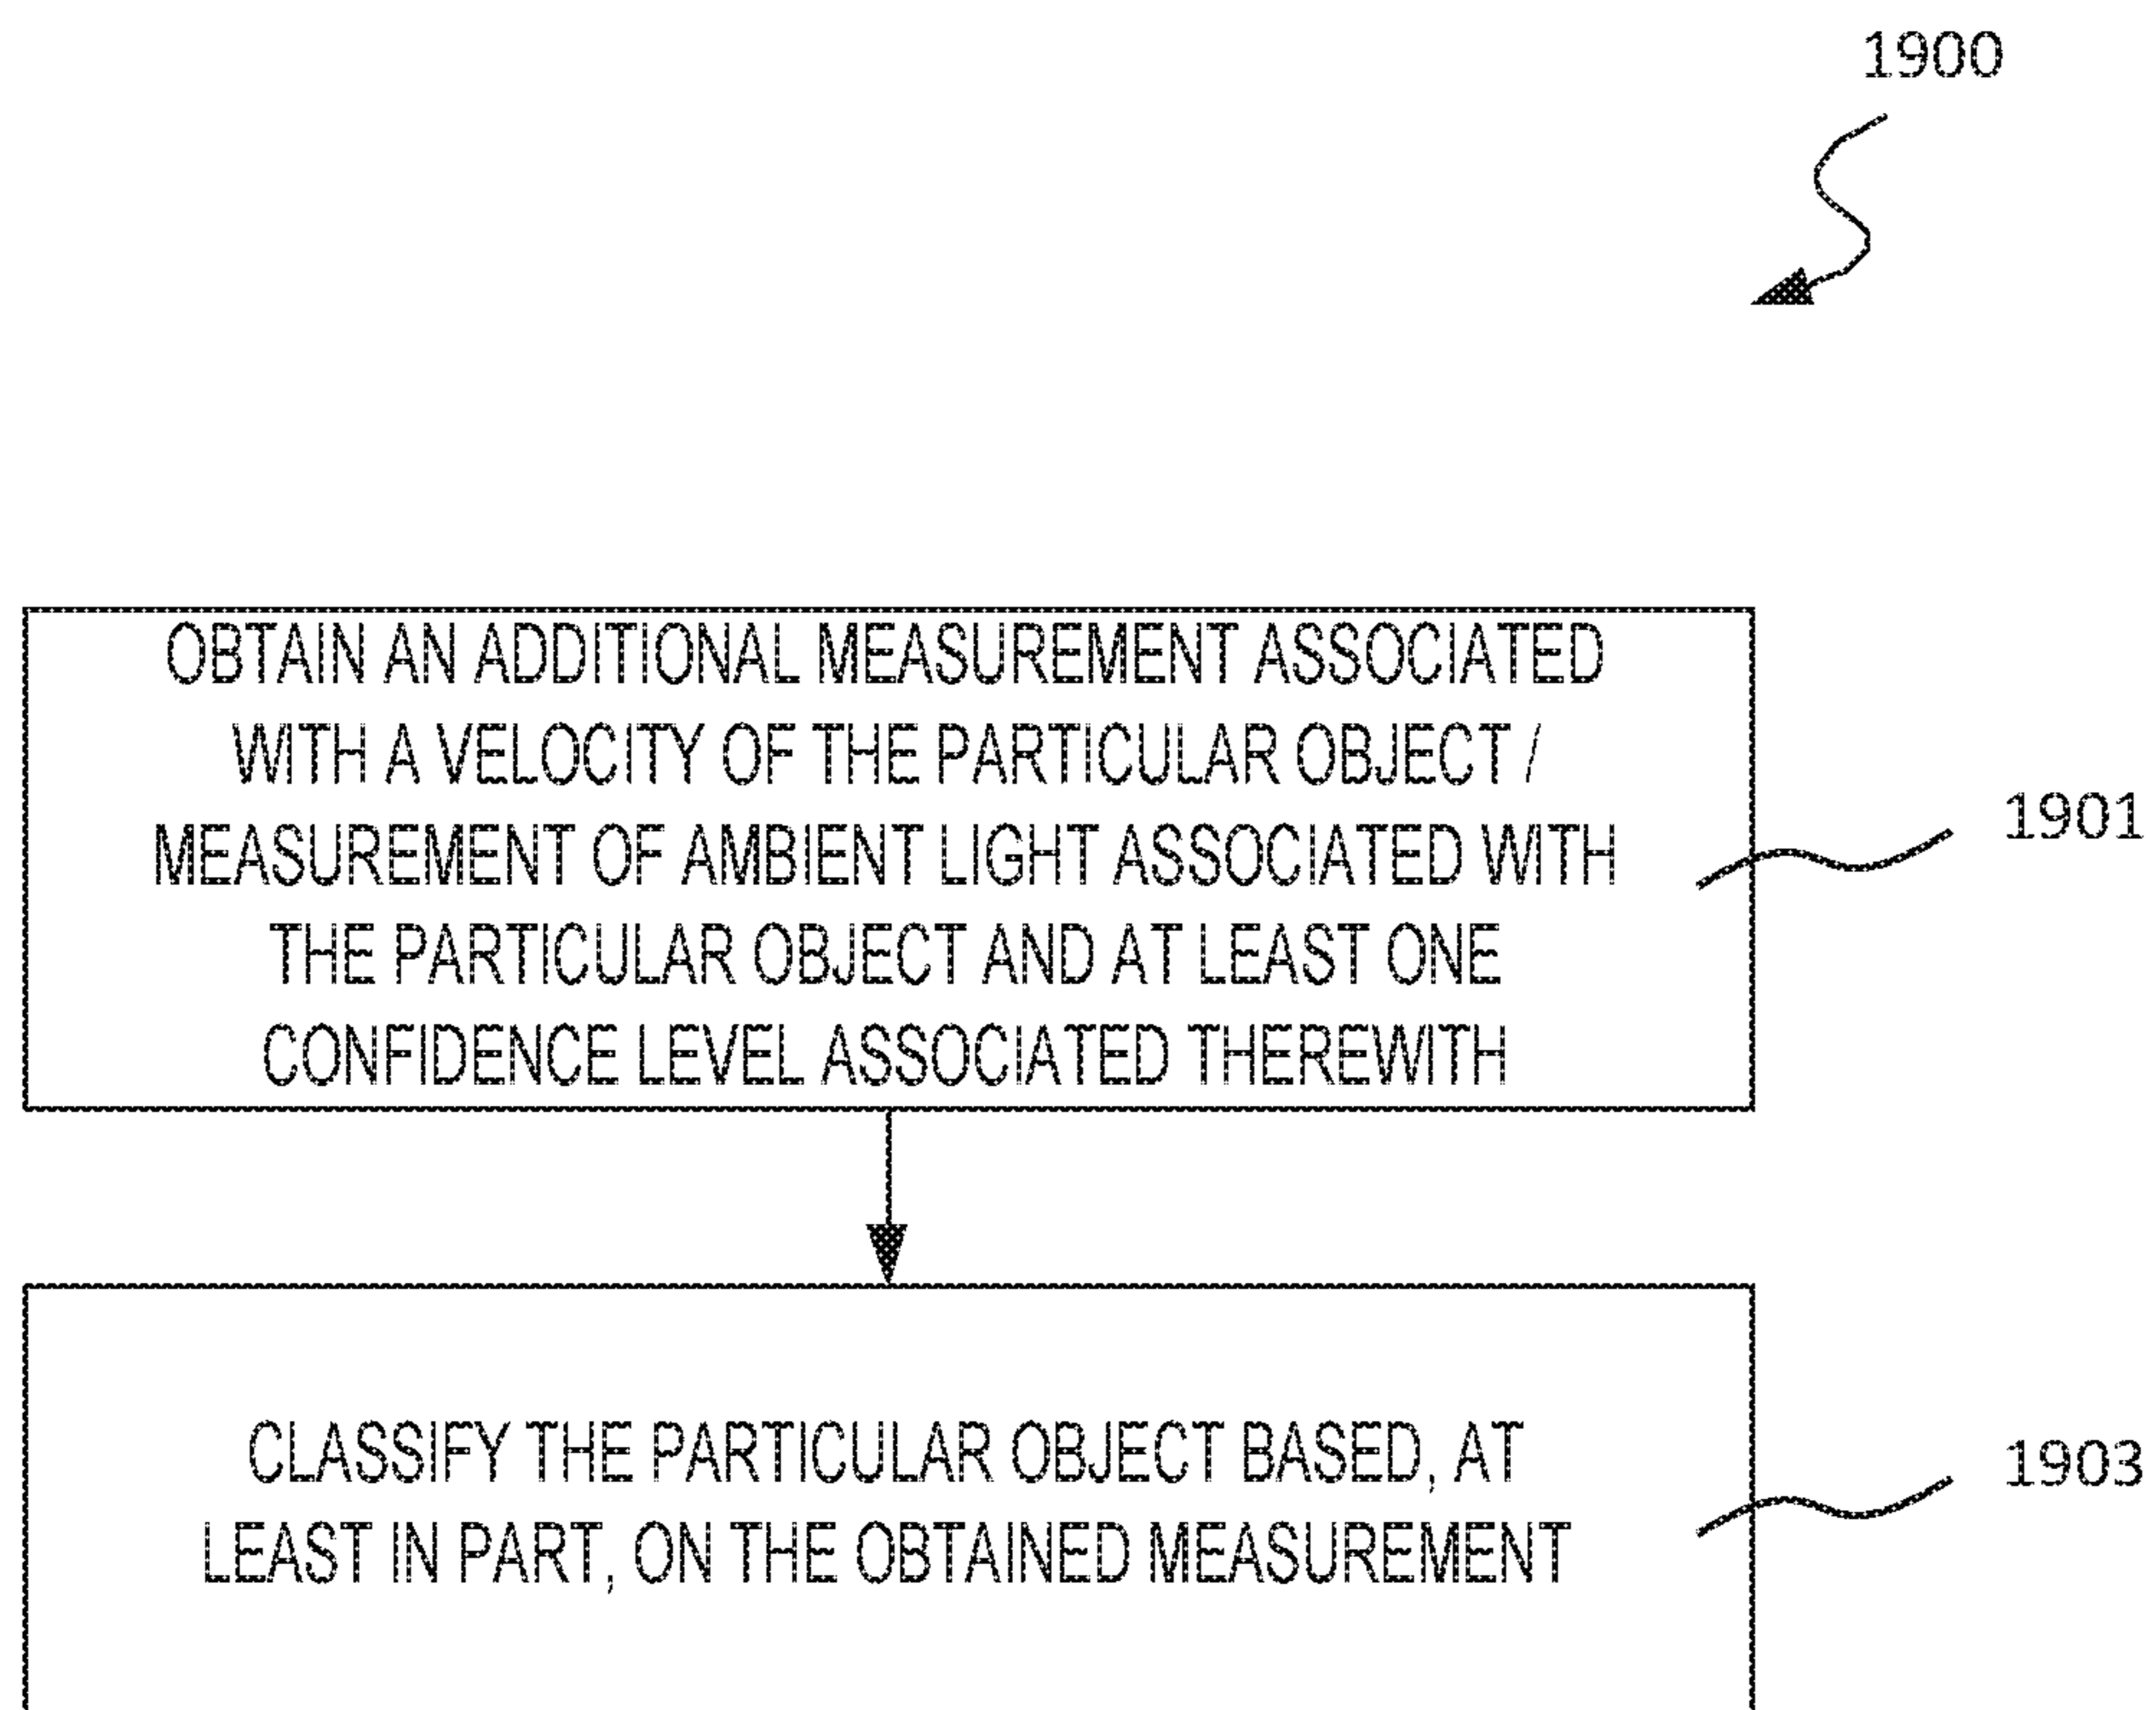 1900
OBTAIN AN ADDITIONAL MEASUREMENT ASSOCIATED
WITH A VELOCITY OF THE PARTICULAR OBJECT /
MEASUREMENT OF AMBIENT LIGHT ASSOCIATED WITH
THE PARTICULAR OBJECT AND AT LEAST ONE
CONFIDENCE LEVEL ASSOCIATED THEREWITH
1901
CLASSIFY THE PARTICULAR OBJECT BASED, AT
LEAST IN PART, ON THE OBTAINED MEASUREMENT
1903